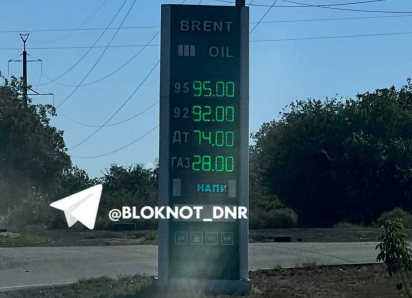 BRENT
OIL
95 95.00
92 92.00
ДТ 74.00
ГАЗ 28.00
НАПИ
@BLOKNOT_DNR